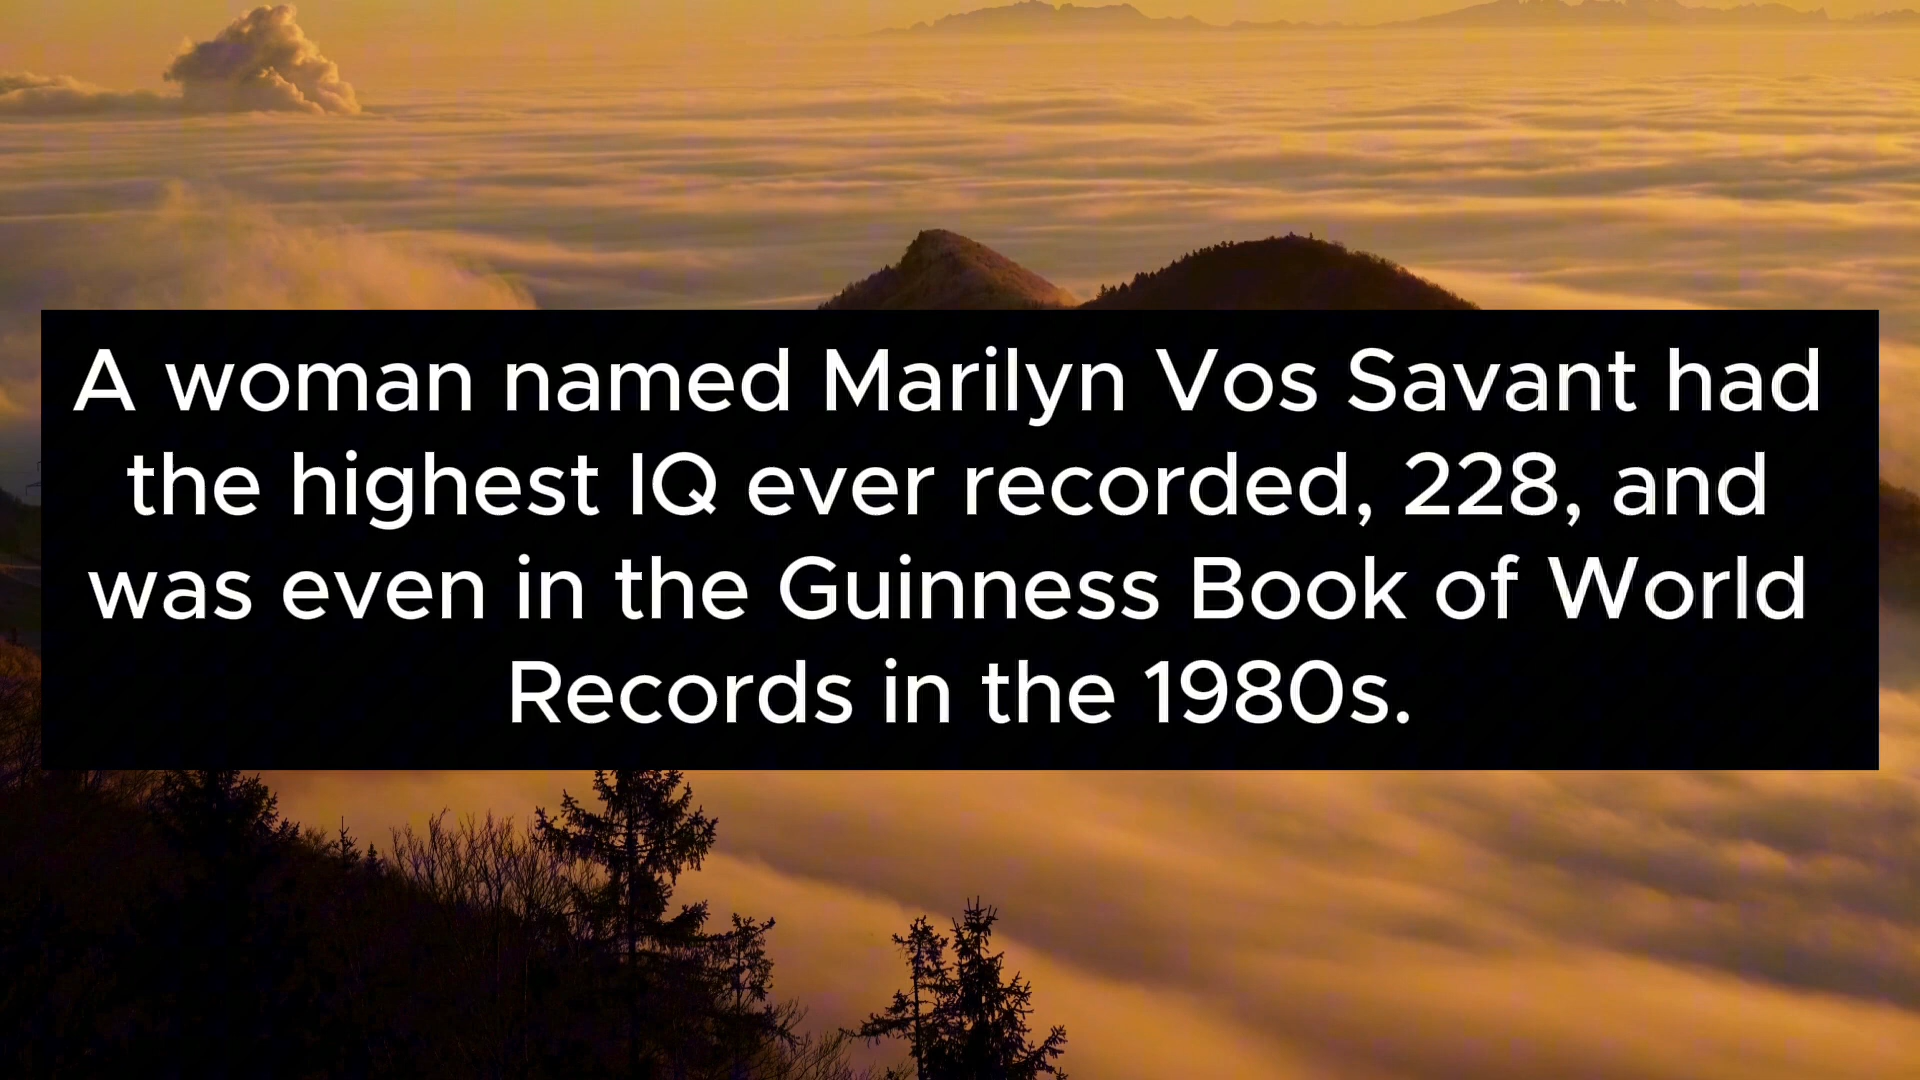 A woman named Marilyn Vos Savant had
the highest IQ ever recorded, 228, and
was even in the Guinness Book of World
Records in the 1980s.